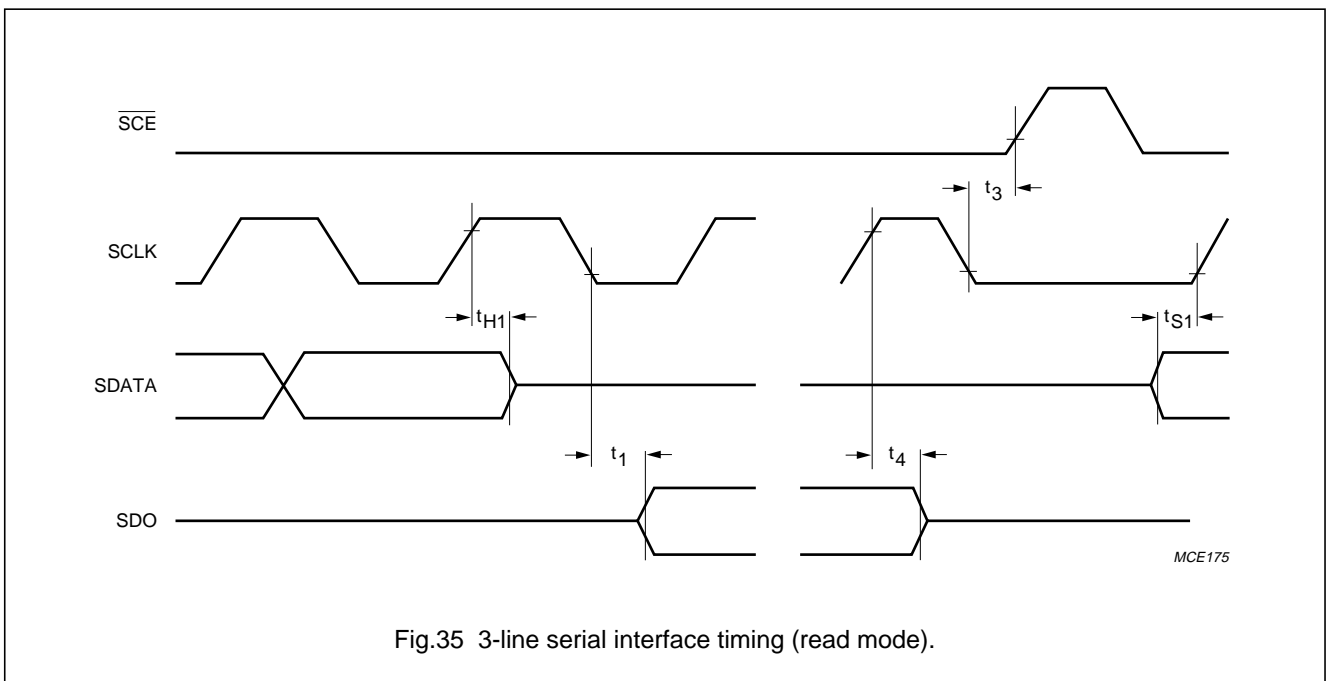 SCE
t3
SCLK
tH1
tS1
SDATA
t1
t4
SDO
MCE175
Fig.35 3-line serial interface timing (read mode).